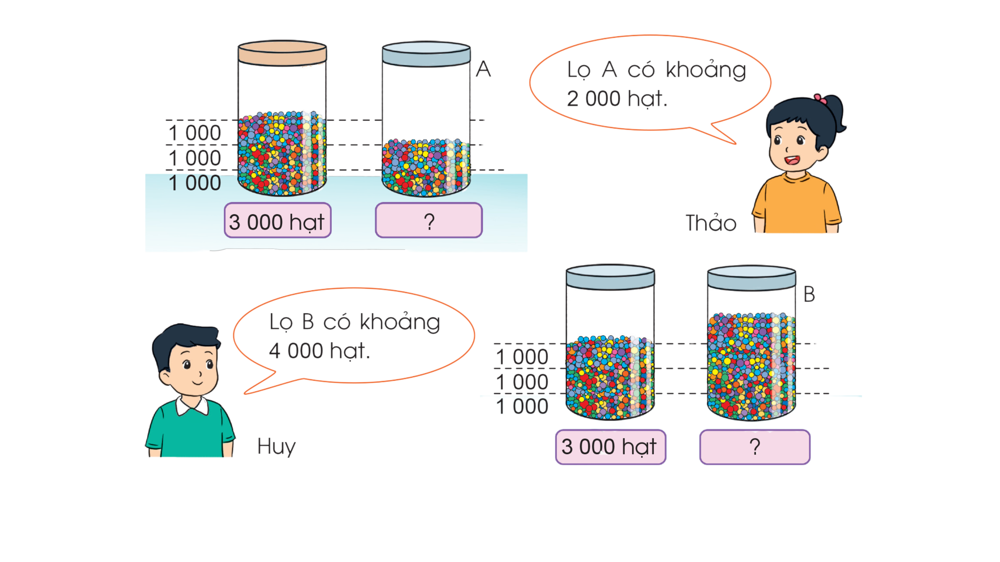 A
Lọ A có khoảng
2 000 hạt.
1 000
1 000
1 000
3 000 hạt
?
Thảo
B
Lọ B có khoảng
4 000 hạt.
1 000
1 000
1 000
Huy
3 000 hạt
?